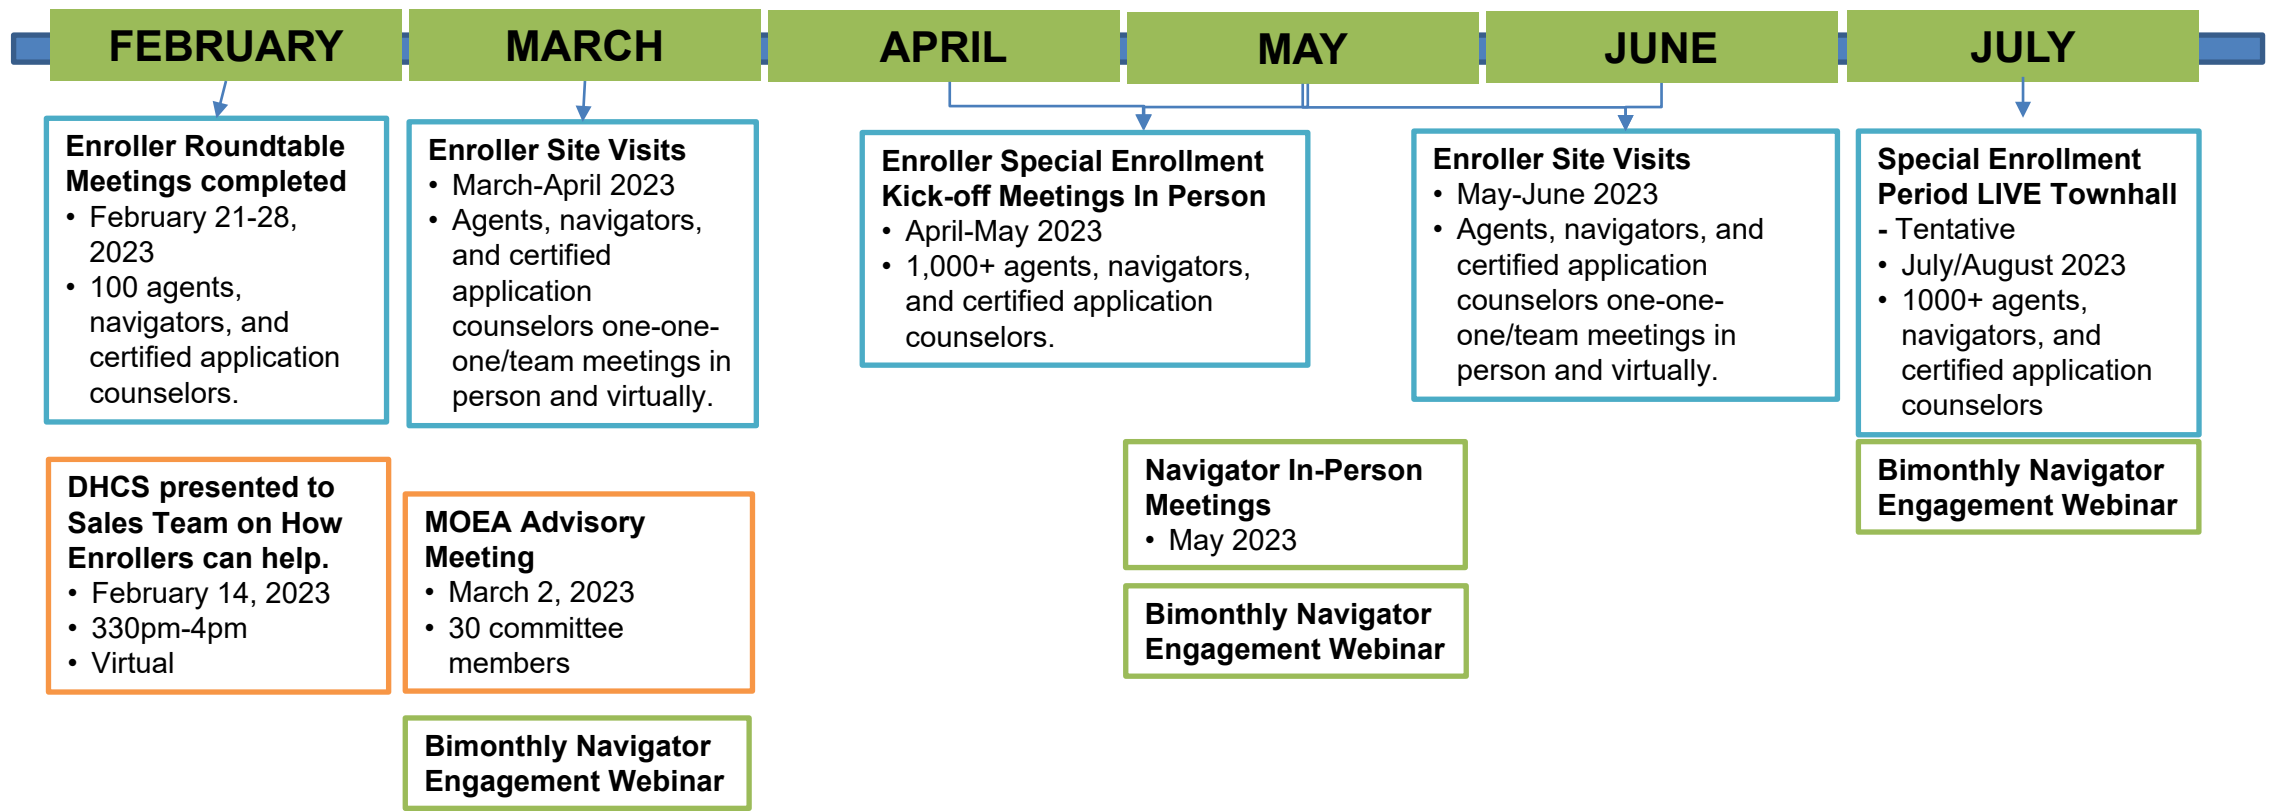 FEBRUARY
MARCH
APRIL
MAY
JUNE
JULY
Enroller Roundtable
Meetings completed
• February 21-28,
2023
• 100 agents,
navigators, and
certified application
counselors.
Enroller Site Visits
• March-April 2023
• Agents, navigators,
and certified
application
counselors one-one-
one/team meetings in
person and virtually.
Enroller Special Enrollment
Kick-off Meetings In Person
• April-May 2023
• 1,000+ agents, navigators,
and certified application
counselors.
Enroller Site Visits
• May-June 2023
• Agents, navigators, and
certified application
counselors one-one-
one/team meetings in
person and virtually.
Special Enrollment
Period LIVE Townhall
- Tentative
• July/August 2023
• 1000+ agents,
navigators, and
certified application
counselors
DHCS presented to
Sales Team on How
Enrollers can help.
• February 14, 2023
• 330pm-4pm
• Virtual
MOEA Advisory
Meeting
• March 2, 2023
• 30 committee
members
Bimonthly Navigator
Engagement Webinar
Navigator In-Person
Meetings
• May 2023
Bimonthly Navigator
Engagement Webinar
Bimonthly Navigator
Engagement Webinar